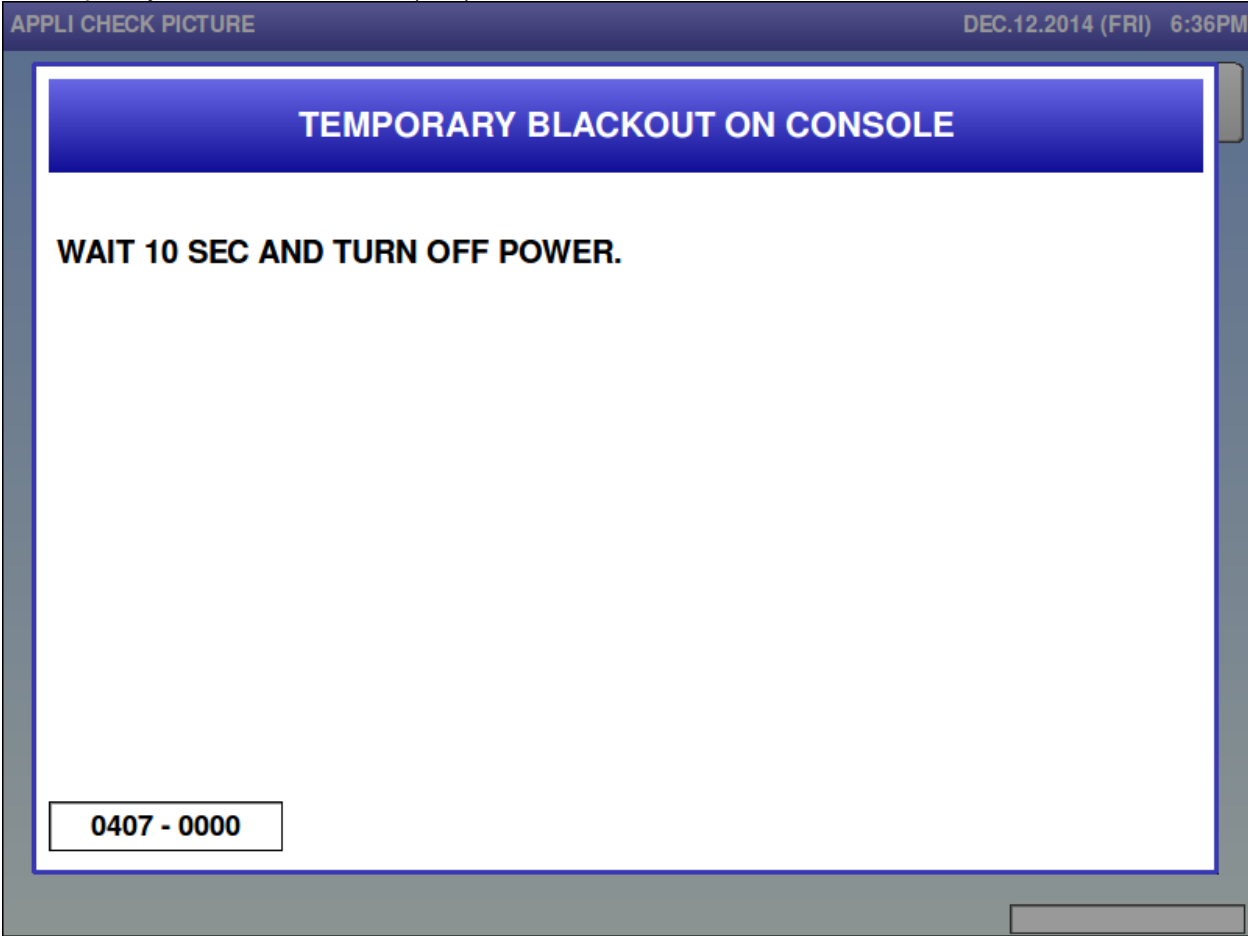 APPLI CHECK PICTURE DEC.12.2014 (FRI) 6:36PM
TEMPORARY BLACKOUT ON CONSOLE
WAIT 10 SEC AND TURN OFF POWER.
0407 - 0000